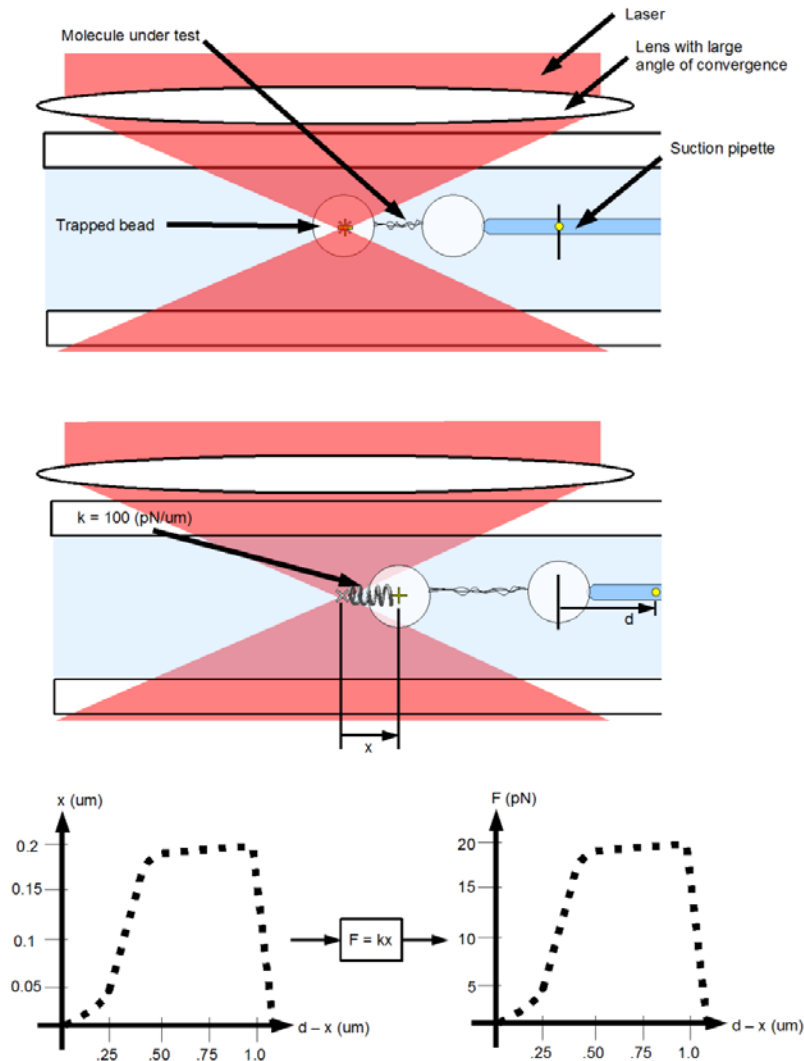 Laser
Molecule under test
Lens with large
angle of convergence
Suction pipette
Trapped bead
k = 100 (pN/um)
d
x
x (um)
0.2
0.15
0.1
0.05
.25 .50 .75 1.0
d – x (um)
F = kx
F (pN)
20
15
10
5
.25 .50 .75 1.0
d – x (um)